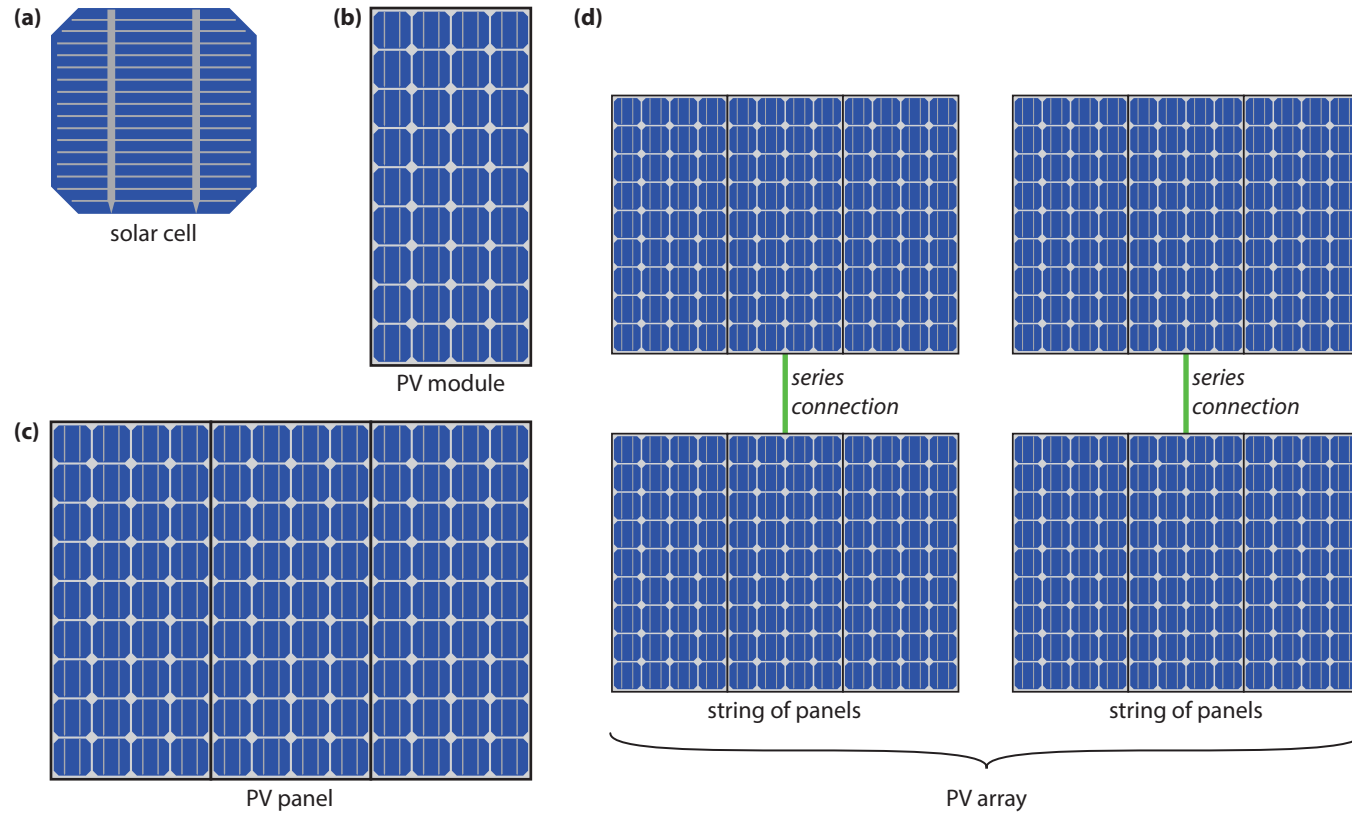 (a)
solar cell
(b)
PV module
(c)
PV panel
(d)
series
connection
series
connection
string of panels
string of panels
PV array